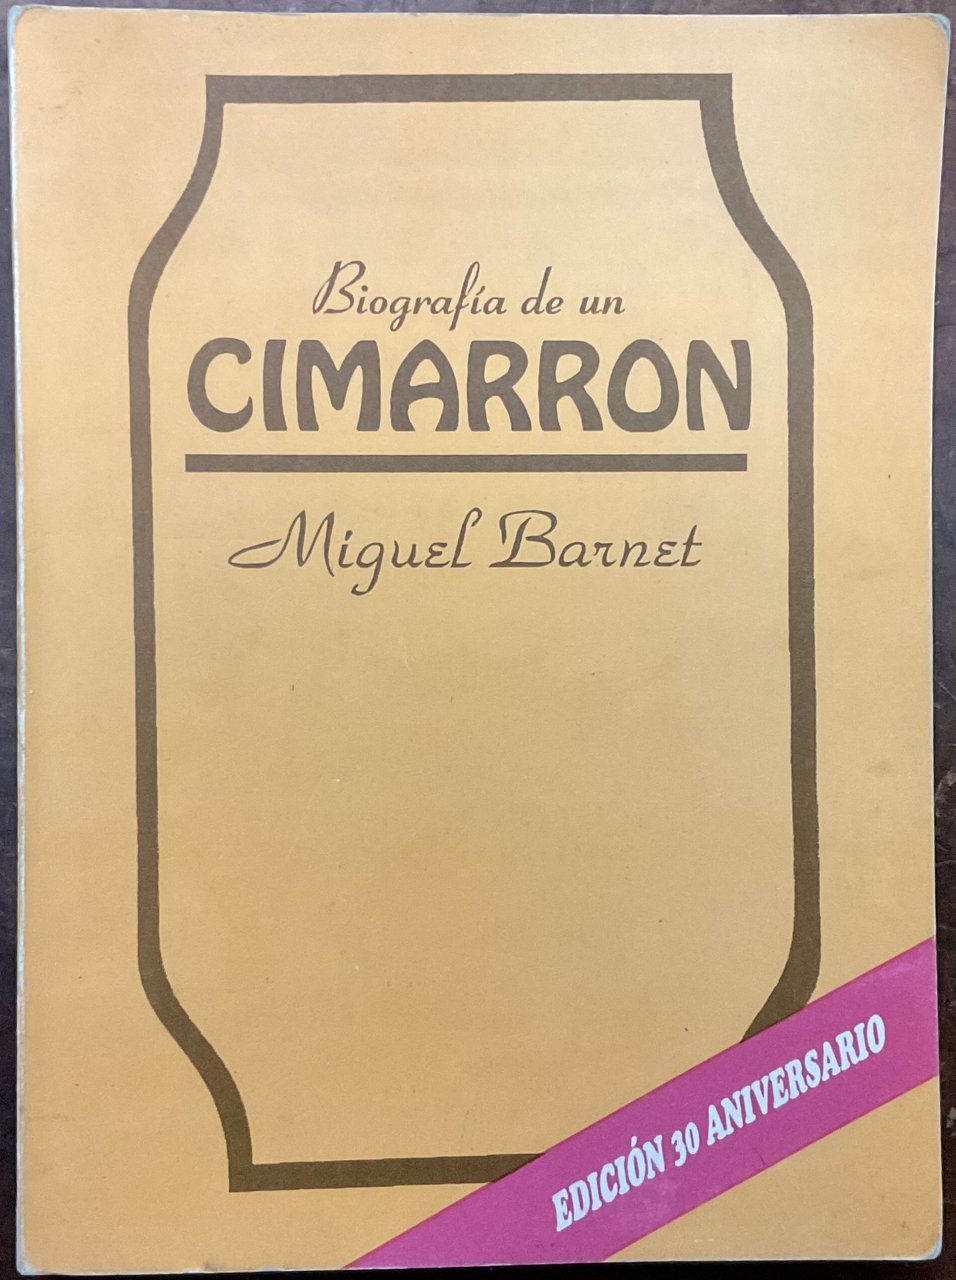 Biografía de un
CIMARRON
Miguel Barnet
EDICIÓN 30 ANIVERSARIO